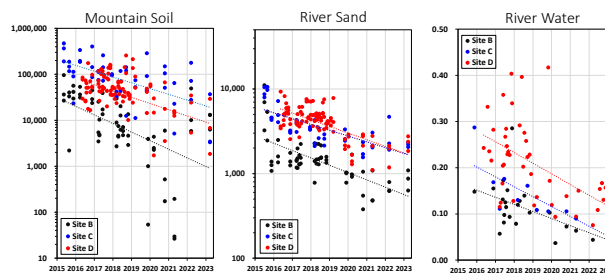 Mountain Soil
1,000,000
100,000
10,000
1,000
100
10
Site B
Site C
Site D
2015 2016 2017 2018 2019 2020 2021 2022 2023
River Sand
10,000
1,000
100
Site B
Site C
Site D
2015 2016 2017 2018 2019 2020 2021 2022 2023
River Water
0.50
0.40
0.30
0.20
0.10
0.00
Site B
Site C
Site D
2015 2016 2017 2018 2019 2020 2021 2022